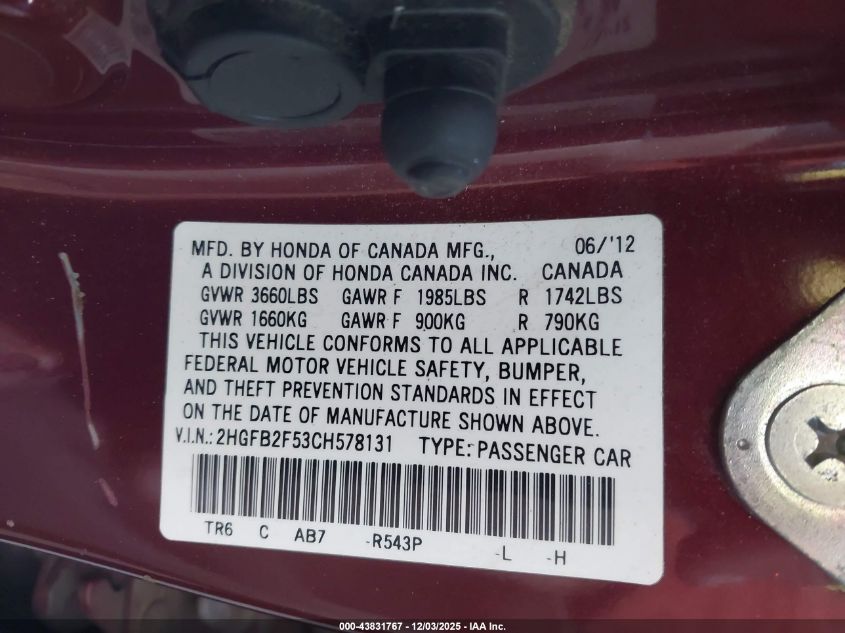 MFD. BY HONDA OF CANADA MFG., 06/'12
A DIVISION OF HONDA CANADA INC. CANADA
GVWR 3660LBS GAWR F 1985LBS R 1742LBS
GVWR 1660KG GAWR F 900KG R 790KG
THIS VEHICLE CONFORMS TO ALL APPLICABLE
FEDERAL MOTOR VEHICLE SAFETY, BUMPER,
AND THEFT PREVENTION STANDARDS IN EFFECT
ON THE DATE OF MANUFACTURE SHOWN ABOVE.
V.I.N.: 2HGFB2F53CH578131 TYPE: PASSENGER CAR
TR6 C AB7 -R543P -L -H
000-43831767 - 12/03/2025 - IAA Inc.